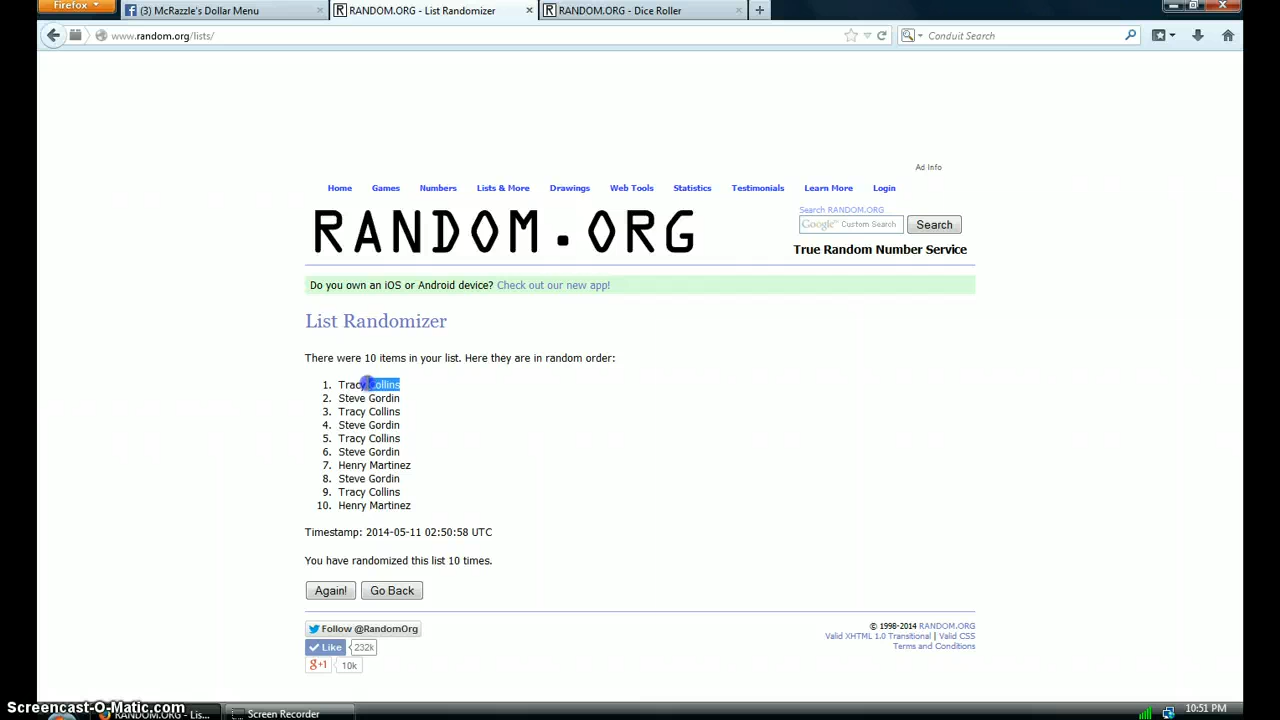 Firefox
(3) McRazzle's Dollar Menu
RANDOM.ORG - List Randomizer
RANDOM.ORG - Dice Roller
www.random.org/lists/
Conduit Search
Ad Info
Home Games Numbers Lists & More Drawings Web Tools Statistics Testimonials Learn More Login
RANDOM.ORG
Search RANDOM.ORG
Google™ Custom Search
Search
True Random Number Service
Do you own an iOS or Android device? Check out our new app!
List Randomizer
There were 10 items in your list. Here they are in random order:
1. Tracy Collins
2. Steve Gordin
3. Tracy Collins
4. Steve Gordin
5. Tracy Collins
6. Steve Gordin
7. Henry Martinez
8. Steve Gordin
9. Tracy Collins
10. Henry Martinez
Timestamp: 2014-05-11 02:50:58 UTC
You have randomized this list 10 times.
Again! Go Back
Follow @RandomOrg
Like 232k
g+1 10k
© 1998-2014 RANDOM.ORG
Valid XHTML 1.0 Transitional | Valid CSS
Terms and Conditions
Screencast-O-Matic.com
RANDOM.ORG - Lis...
Screen Recorder
10:51 PM